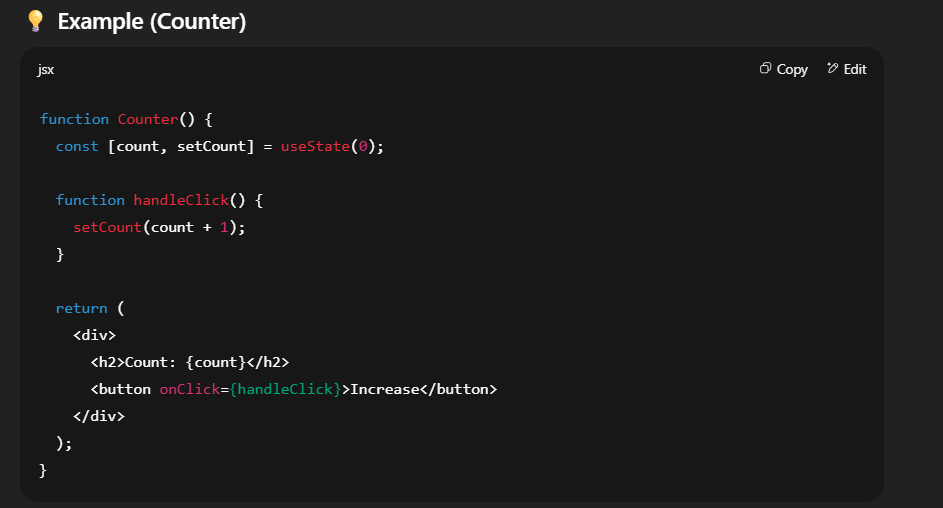 💡 Example (Counter)
jsx
Copy
Edit
function Counter() {
  const [count, setCount] = useState(0);

  function handleClick() {
    setCount(count + 1);
  }

  return (
    <div>
      <h2>Count: {count}</h2>
      <button onClick={handleClick}>Increase</button>
    </div>
  );
}